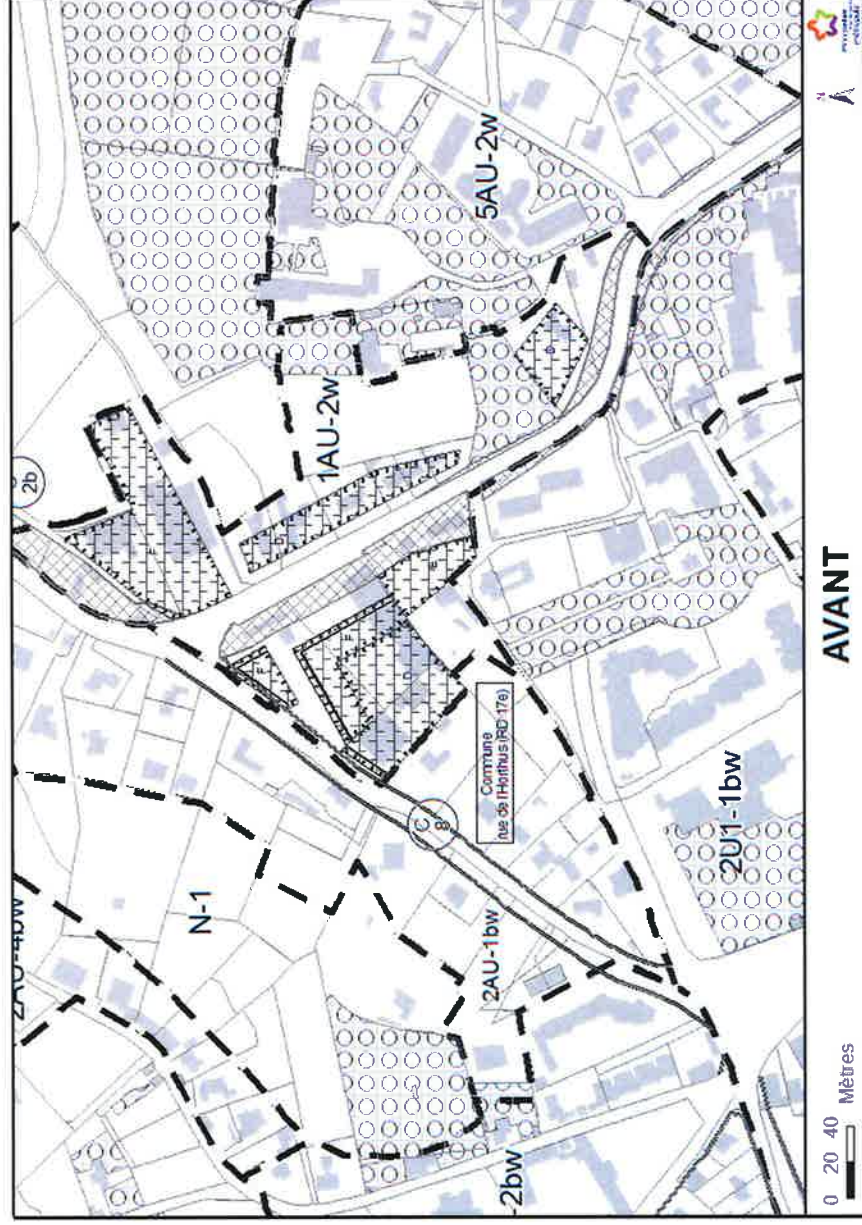 2b
5AU-2w
1AU-2w
F
F
E
D
Commune
rue de l'Horthus (RD 17e)
C
8
N-1
2AU-4bw
2AU-1bw
2U1-1bw
-2bw
AVANT
0 20 40 Mètres
N